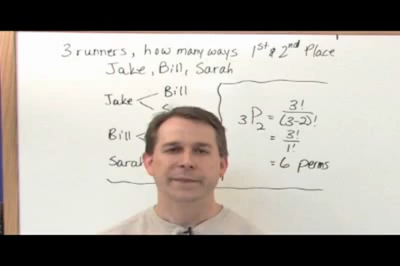 3 runners, how many ways 1st & 2nd Place
Jake, Bill, Sarah
Jake < Bill
Bill <
Sarah
3P2 = 3! / (3-2)!
= 3! / 1!
= 6 perms